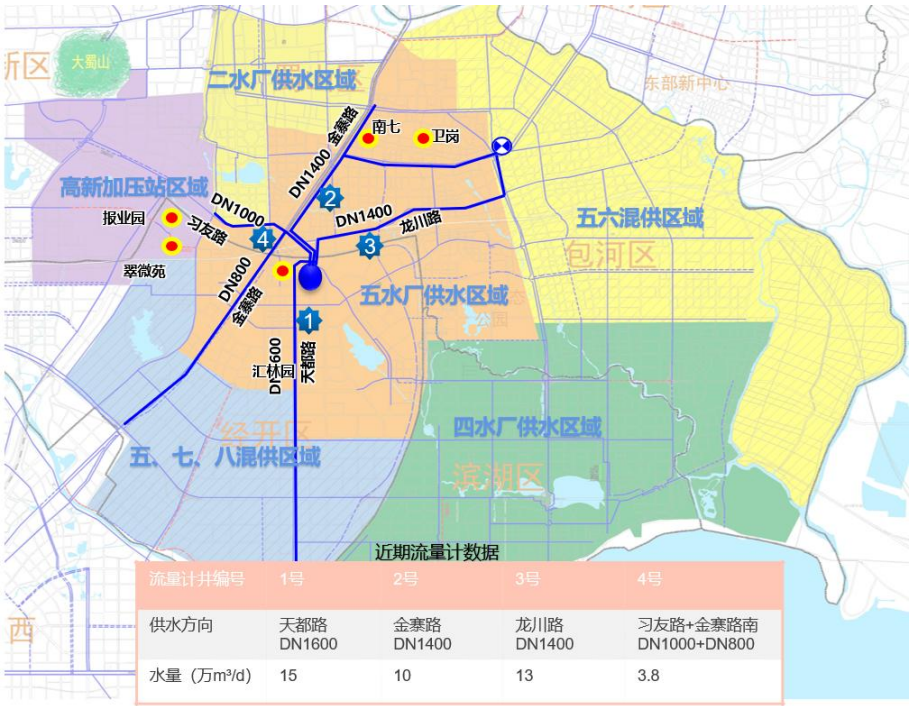 新区
大蜀山
二水厂供水区域
东部新中心
金寨路
DN1400
南七
卫岗
高新加压站区域
DN1000
2
报业园
习友路
DN1400
龙川路
五六混供区域
4
3
包河区
翠微苑
DN800
金寨路
五水厂供水区域
公园
1
天都路
汇林园
DN1600
经开区
四水厂供水区域
五、七、八混供区域
滨湖区
近期流量计数据
流量计井编号 1号 2号 3号 4号
供水方向 天都路 金寨路 龙川路 习友路+金寨路南
DN1600 DN1400 DN1400 DN1000+DN800
水量（万m³/d） 15 10 13 3.8
西